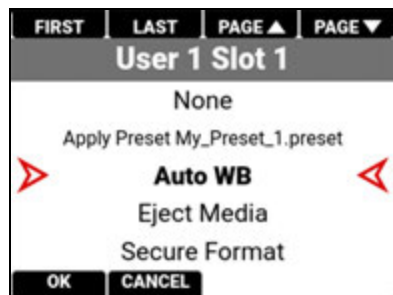 FIRST LAST PAGE▲ PAGE▼
User 1 Slot 1
None
Apply Preset My_Preset_1.preset
Auto WB
Eject Media
Secure Format
OK CANCEL